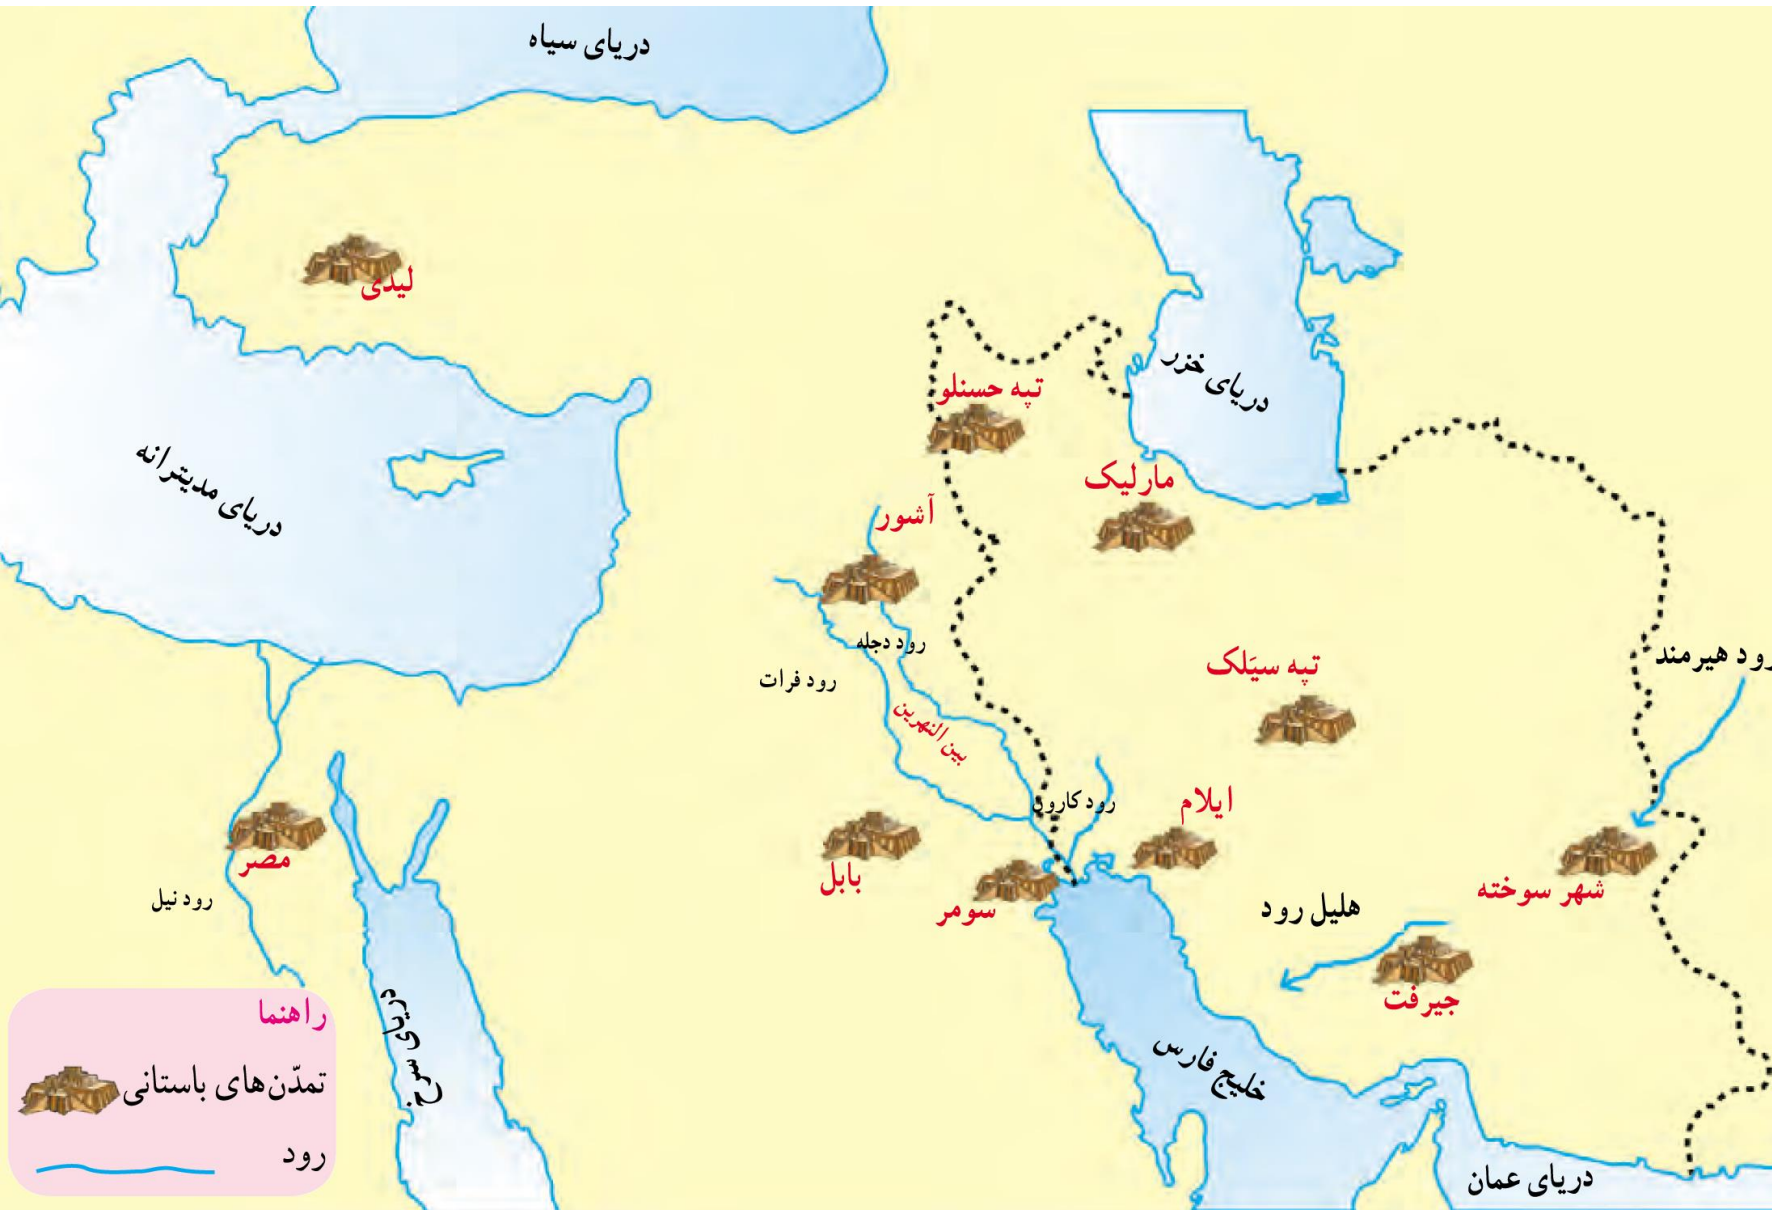 دریای سیاه
لیدی
دریای خزر
تپه حسنلو
مارلیک
دریای مدیترانه
آشور
رود دجله
رود فرات
بین النهرین
تپه سیَلک
رود هیرمند
رود کارون
ایلام
بابل
سومر
شهر سوخته
هلیل رود
جیرفت
مصر
رود نیل
دریای سرخ
خلیج فارس
دریای عمان
راهنما
تمدّن‌های باستانی
رود